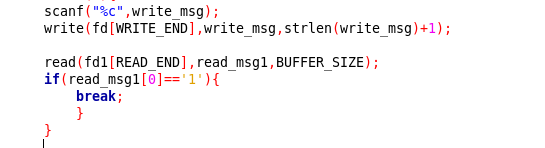 scanf("%c",write_msg);
write(fd[WRITE_END],write_msg,strlen(write_msg)+1);
read(fd1[READ_END],read_msg1,BUFFER_SIZE);
if(read_msg1[0]=='1'){
break;
}
}